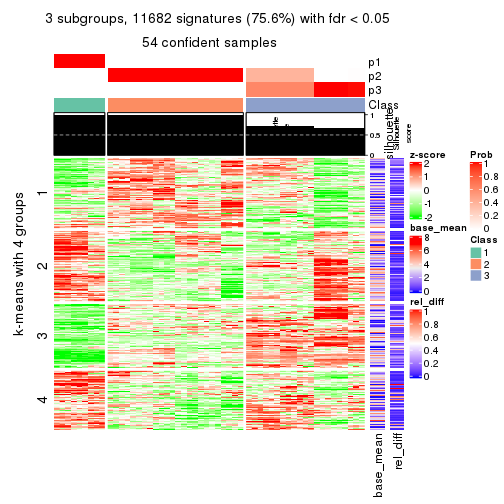 3 subgroups, 11682 signatures (75.6%) with fdr < 0.05
54 confident samples
p1
p2
p3
Class
1
0.5
0
silhouette
Silhouette
score
k-means with 4 groups
1
2
3
4
base_mean
rel_diff
z-score
2
1
0
-1
-2
base_mean
8
6
4
2
0
rel_diff
1
0.8
0.6
0.4
0.2
0
Prob
1
0.8
0.6
0.4
0.2
0
Class
1
2
3